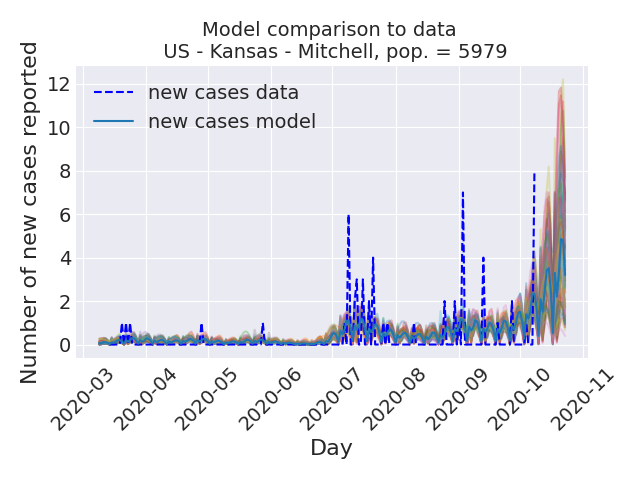 Model comparison to data
US - Kansas - Mitchell, pop. = 5979
Number of new cases reported
12
10
8
6
4
2
0
new cases data
new cases model
2020-03
2020-04
2020-05
2020-06
2020-07
2020-08
2020-09
2020-10
2020-11
Day